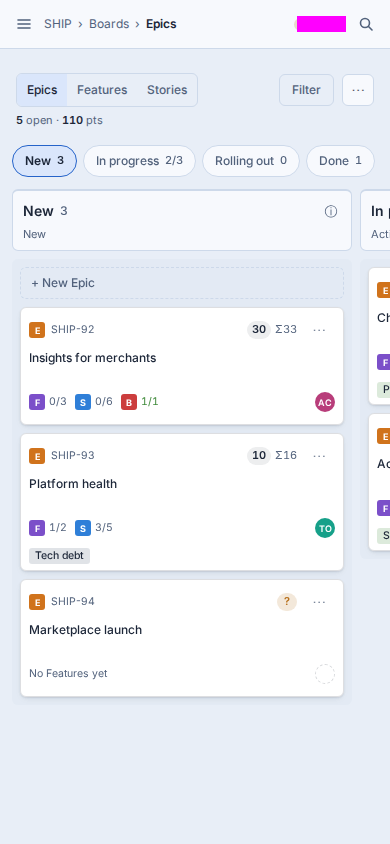 SHIP › Boards › Epics
Epics Features Stories
Filter ···
5 open · 110 pts
New 3 In progress 2/3 Rolling out 0 Done 1
New 3
New
+ New Epic
E SHIP-92 30 Σ33 ···
Insights for merchants
F 0/3 S 0/6 B 1/1 AC
E SHIP-93 10 Σ16 ···
Platform health
F 1/2 S 3/5 TO
Tech debt
E SHIP-94 ? ···
Marketplace launch
No Features yet
In p
Acti
E
Ch
F
P
E
Ac
F
S